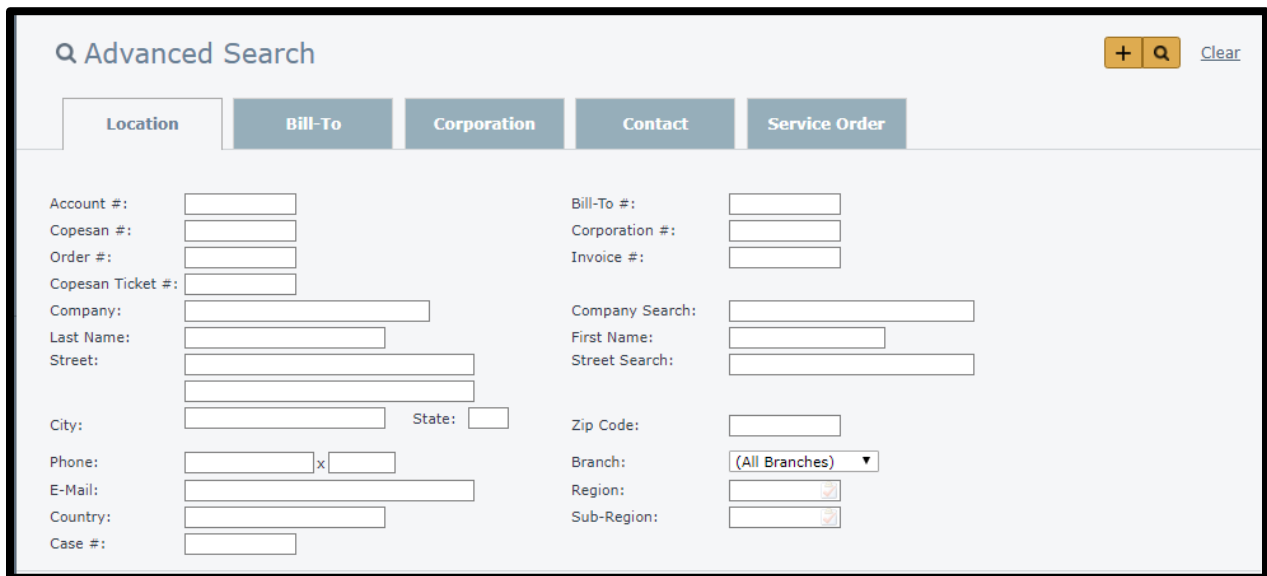 Advanced Search
+ Clear
Location Bill-To Corporation Contact Service Order
Account #: Bill-To #:
Copesan #: Corporation #:
Order #: Invoice #:
Copesan Ticket #:
Company: Company Search:
Last Name: First Name:
Street: Street Search:
City: State: Zip Code:
Phone: x Branch: (All Branches)
E-Mail: Region:
Country: Sub-Region:
Case #: